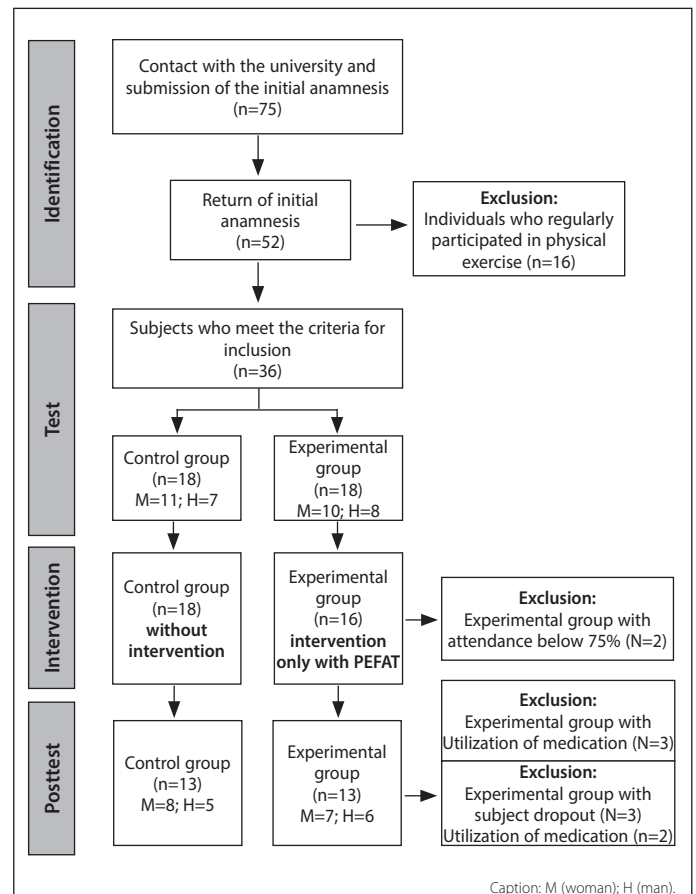 Identification
Contact with the university and
submission of the initial anamnesis
(n=75)
Return of initial
anamnesis
(n=52)
Exclusion:
Individuals who regularly
participated in physical
exercise (n=16)
Test
Subjects who meet the criteria for
inclusion
(n=36)
Control group
(n=18)
M=11; H=7
Experimental
group
(n=18)
M=10; H=8
Intervention
Control group
(n=18)
without
intervention
Experimental
group
(n=16)
intervention
only with PEFAT
Exclusion:
Experimental group with
attendance below 75% (N=2)
Posttest
Control group
(n=13)
M=8; H=5
Experimental
group
(n=13)
M=7; H=6
Exclusion:
Experimental group with
Utilization of medication (N=3)
Exclusion:
Experimental group with
subject dropout (N=3)
Utilization of medication (n=2)
Caption: M (woman); H (man).